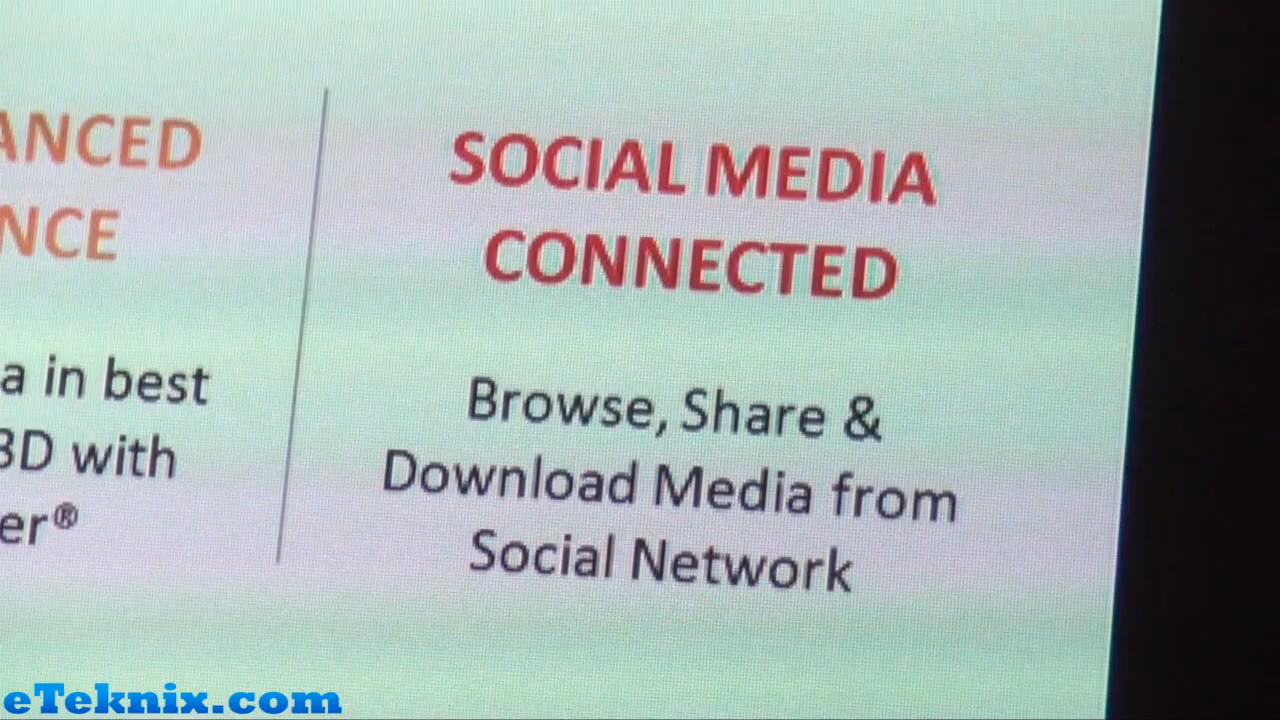 ANCED
NCE
a in best
3D with
er®
SOCIAL MEDIA
CONNECTED
Browse, Share &
Download Media from
Social Network
eTeknix.com